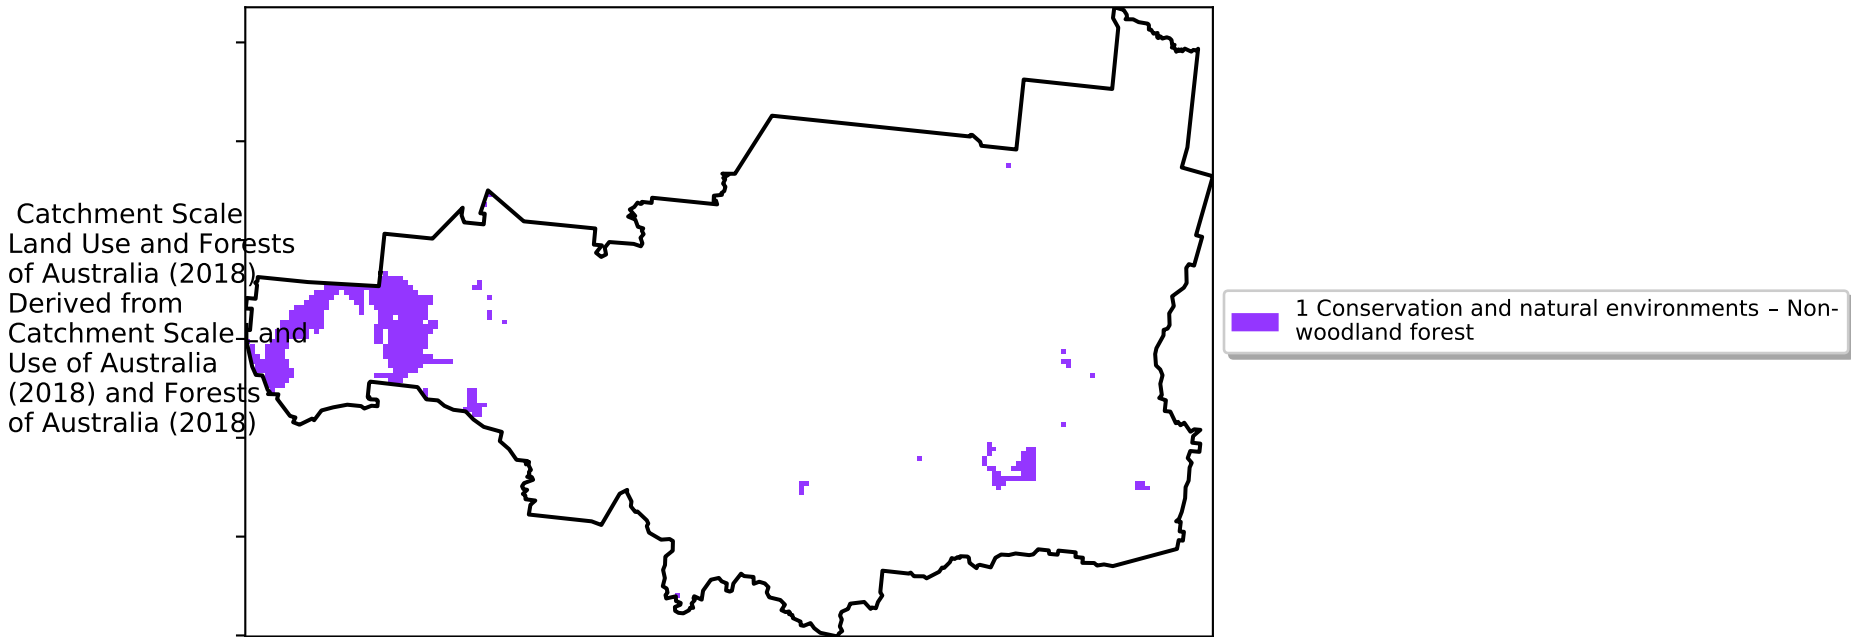 Catchment Scale
Land Use and Forests
of Australia (2018)
Derived from
Catchment Scale Land
Use of Australia
(2018) and Forests
of Australia (2018)
1 Conservation and natural environments – Non-
woodland forest